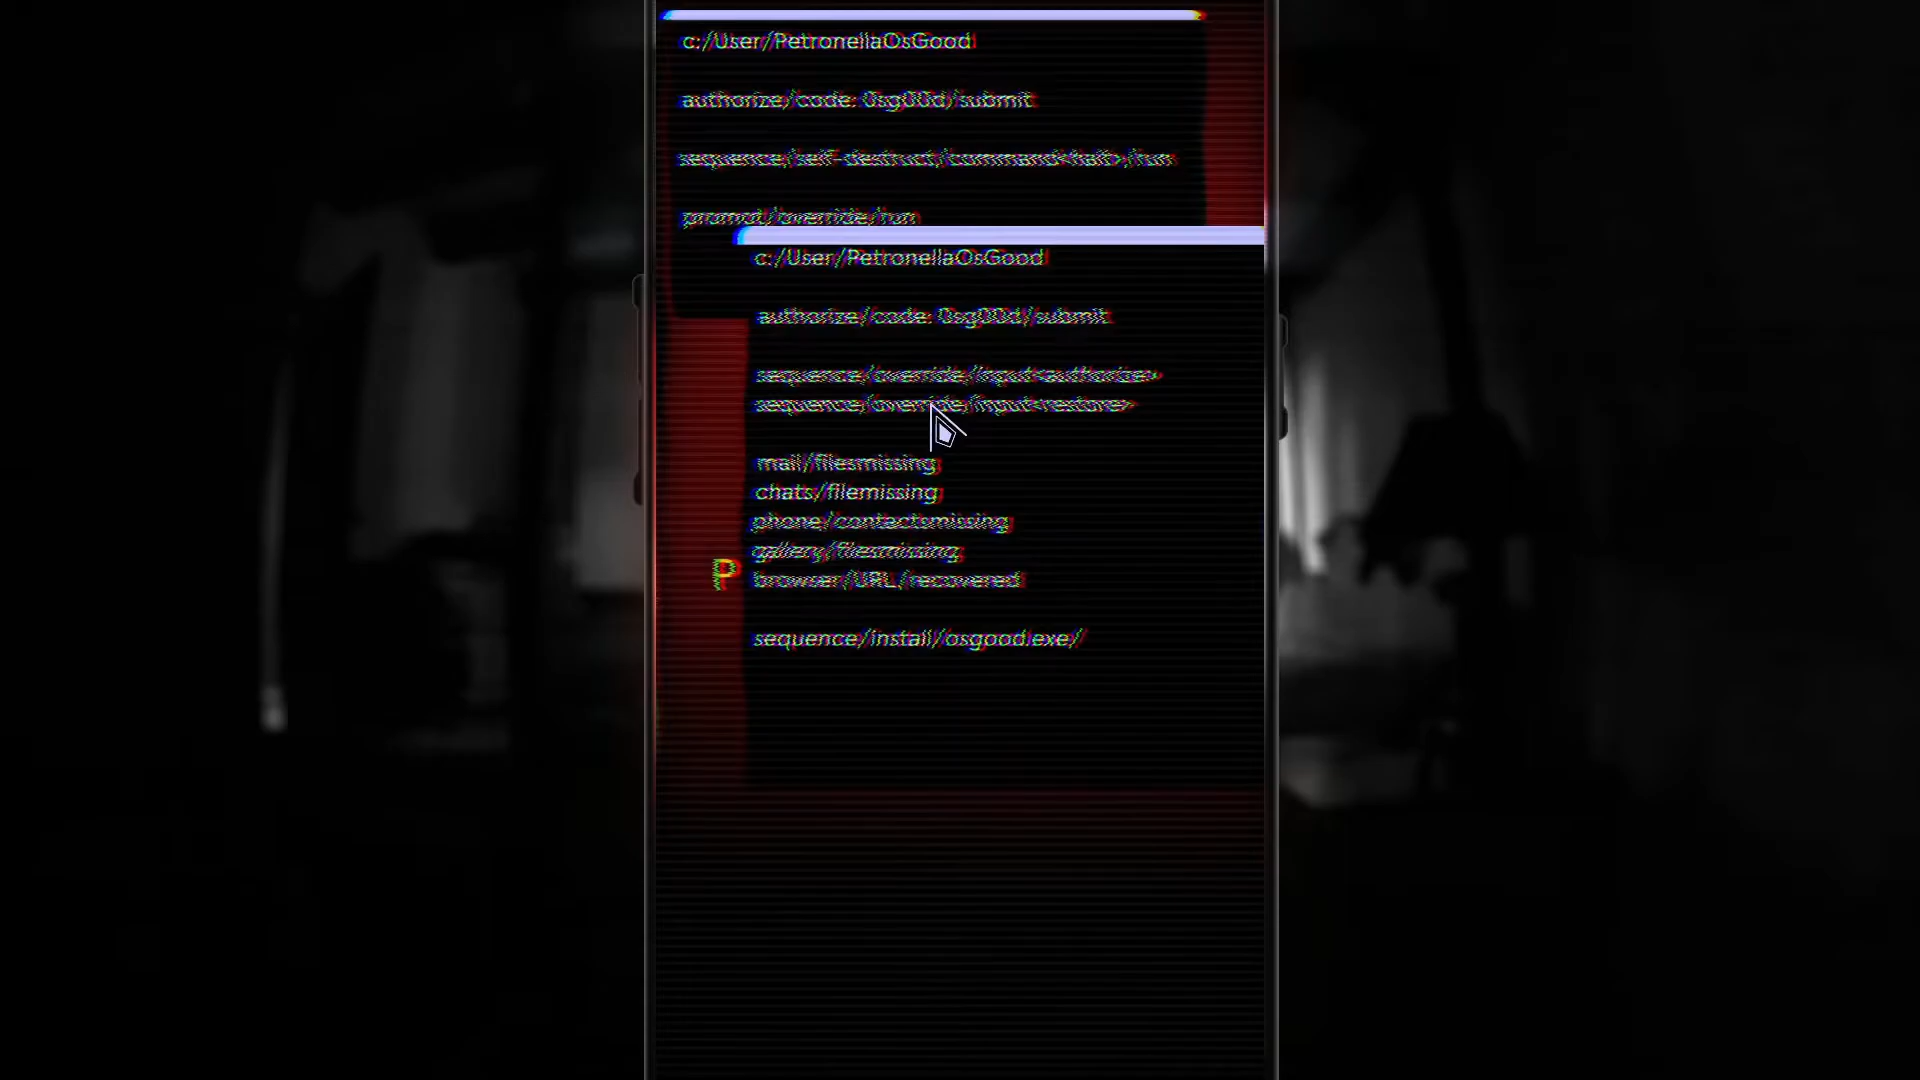 c:/User/PetronellaOsGood
authorize//code: 0sg00d//submit
sequence//self-destruct//command<halt>//run
prompt//override//run
c:/User/PetronellaOsGood
authorize//code: 0sg00d//submit
sequence//override//input<authorise>
sequence//override//input<restore>
mail//filesmissing
chats//filemissing
phone//contactsmissing
gallery//filesmissing
P
browser//URL//recovered
sequence//install//osgood.exe//